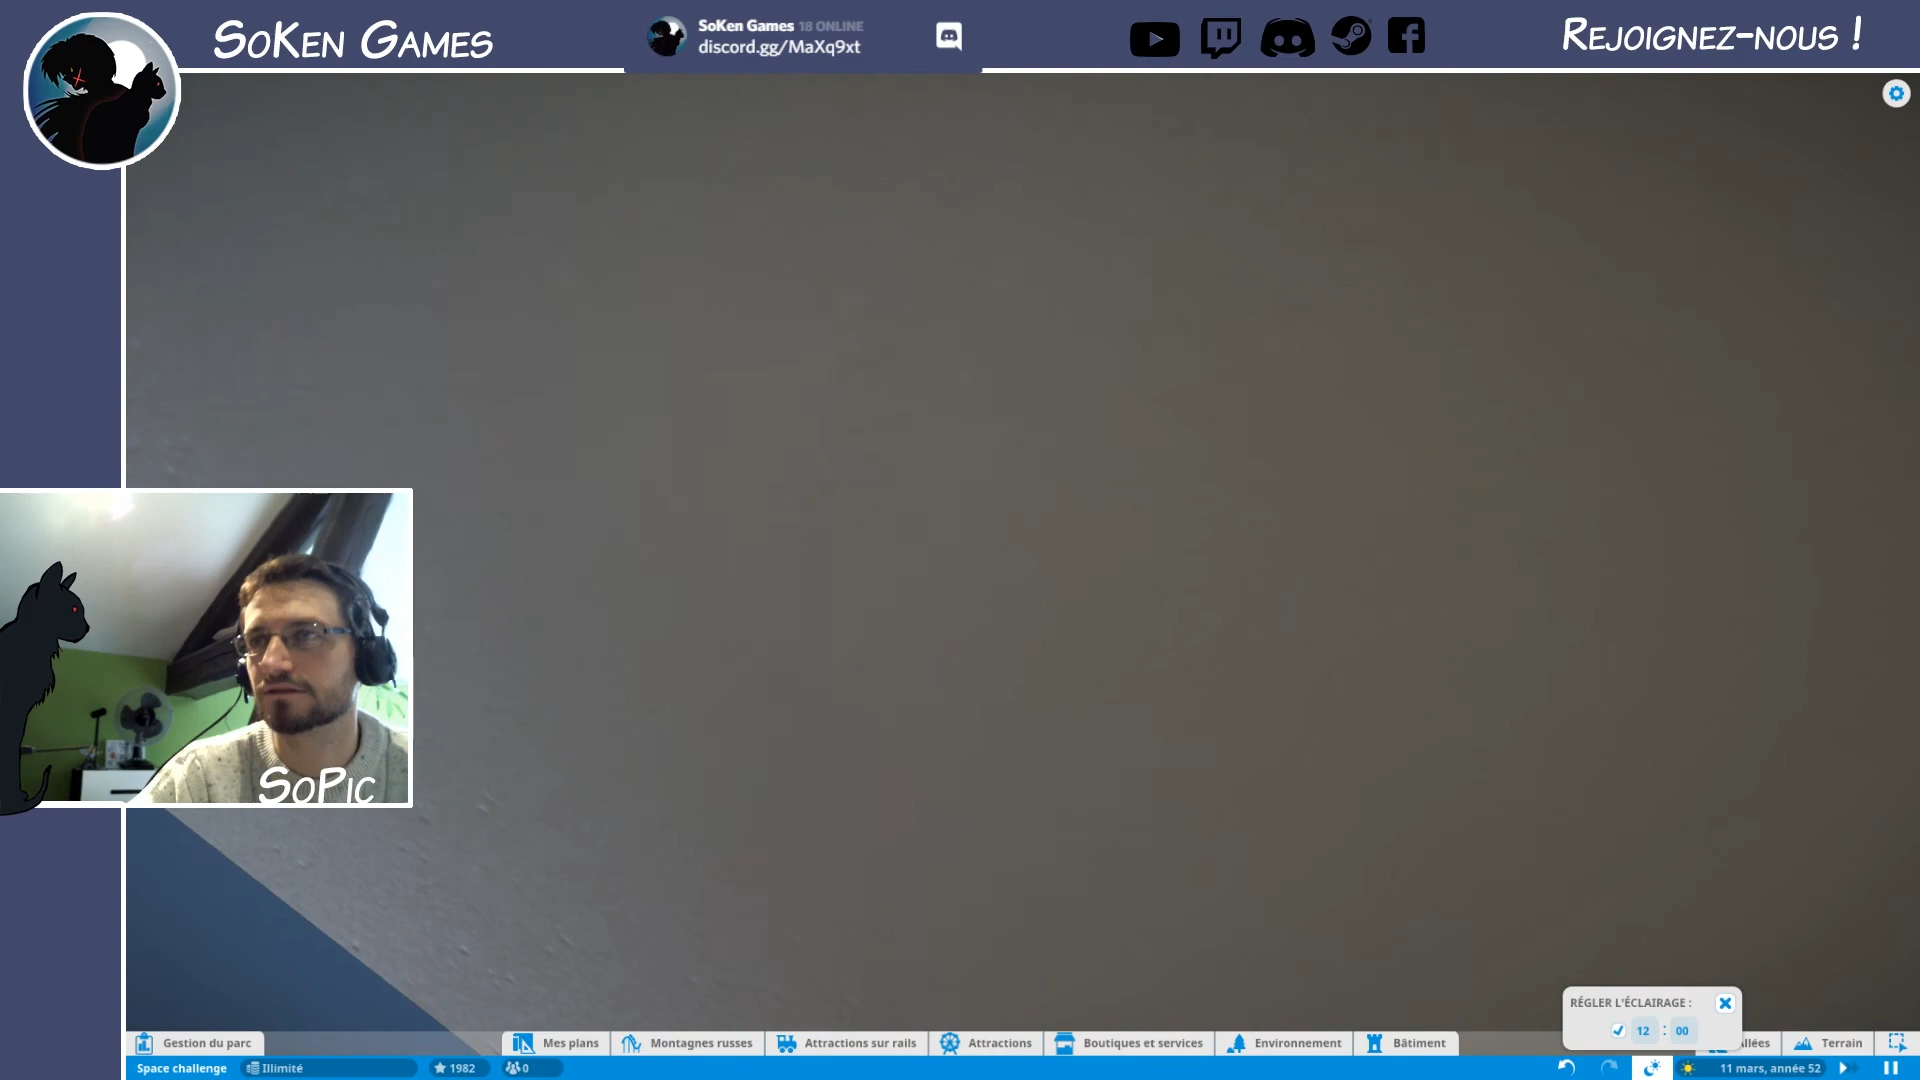 SoKen Games
SoKen Games 18 ONLINE
discord.gg/MaXq9xt
Rejoignez-nous !
SoPic
RÉGLER L'ÉCLAIRAGE :
12 : 00
Gestion du parc
Mes plans
Montagnes russes
Attractions sur rails
Attractions
Boutiques et services
Environnement
Bâtiment
Terrain
Space challenge
Illimité
1982
0
11 mars, année 52